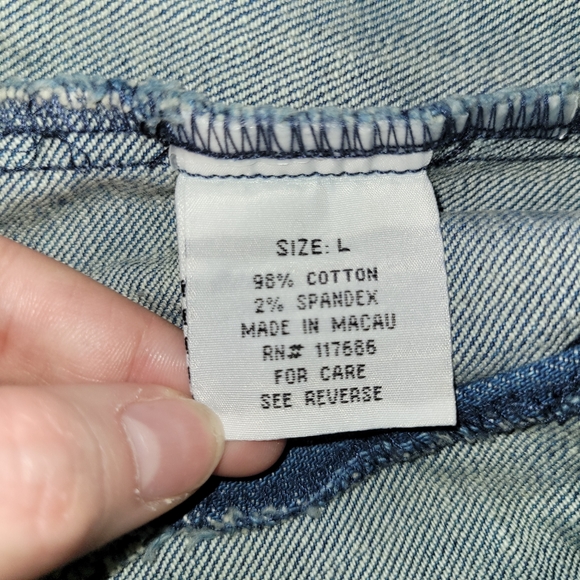 SIZE: L
98% COTTON
2% SPANDEX
MADE IN MACAU
RN# 117686
FOR CARE
SEE REVERSE